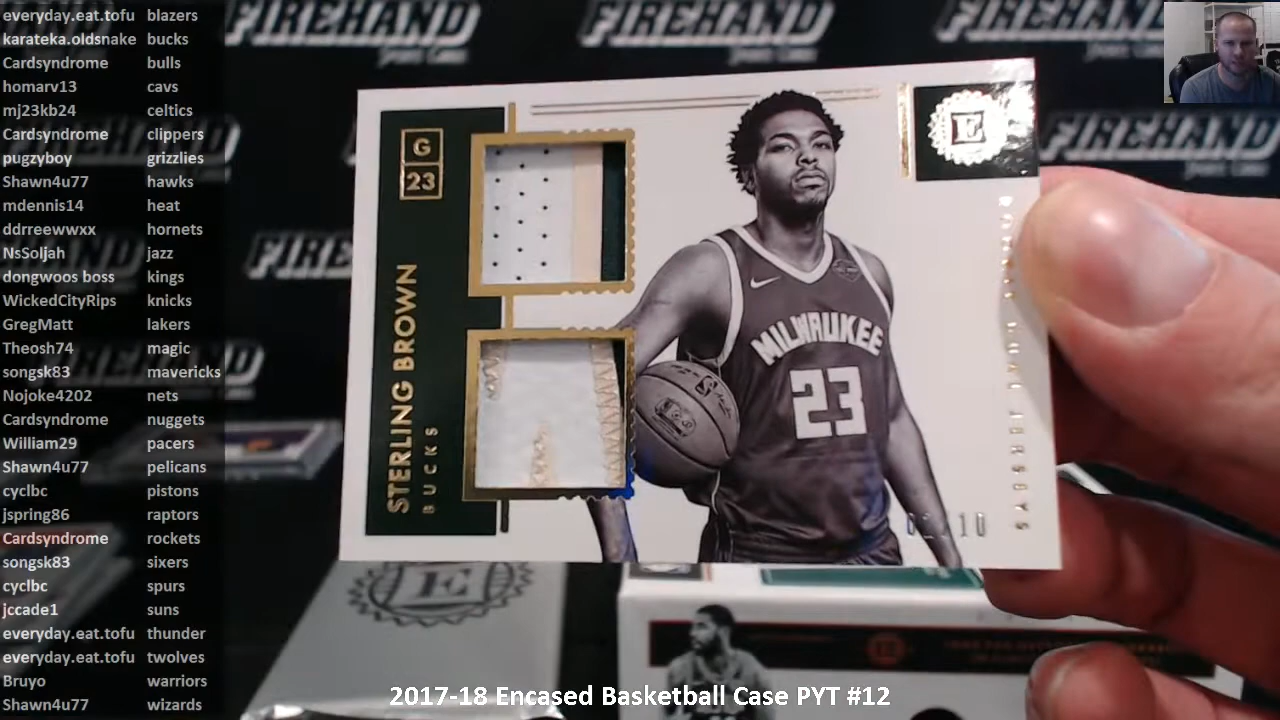 everyday.eat.tofu blazers
karateka.oldsnake bucks
Cardsyndrome bulls
homarv13 cavs
mj23kb24 celtics
Cardsyndrome clippers
pugzyboy grizzlies
Shawn4u77 hawks
mdennis14 heat
ddrreewwxx hornets
NsSoljah jazz
dongwoos boss kings
WickedCityRips knicks
GregMatt lakers
Theosh74 magic
songsk83 mavericks
Nojoke4202 nets
Cardsyndrome nuggets
William29 pacers
Shawn4u77 pelicans
cyclbc pistons
jspring86 raptors
Cardsyndrome rockets
songsk83 sixers
cyclbc spurs
jccade1 suns
everyday.eat.tofu thunder
everyday.eat.tofu twolves
Bruyo warriors
Shawn4u77 wizards
FIREHAND FIREHAND FIREHAND
FIREHAND
FIREHAND
G
23
STERLING BROWN
BUCKS
E
MILWAUKEE
23
E
2017-18 Encased Basketball Case PYT #12